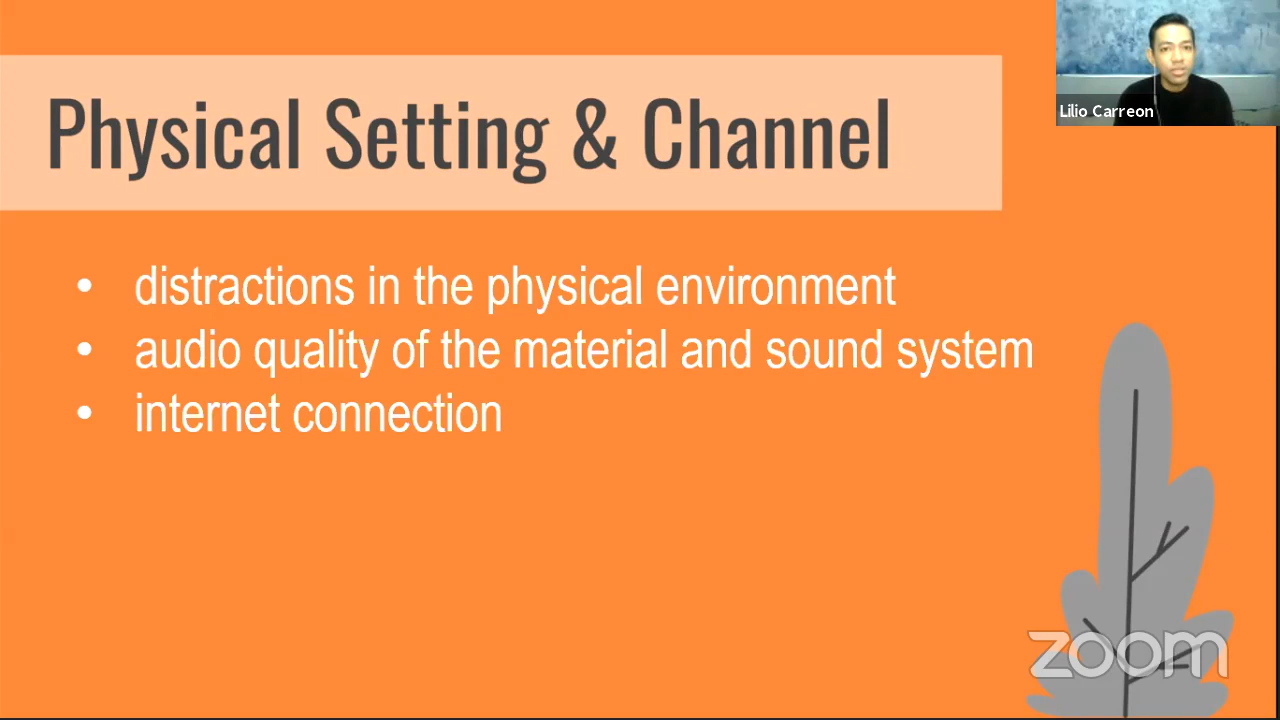 Physical Setting & Channel
Lilio Carreon
• distractions in the physical environment
• audio quality of the material and sound system
• internet connection
zoom